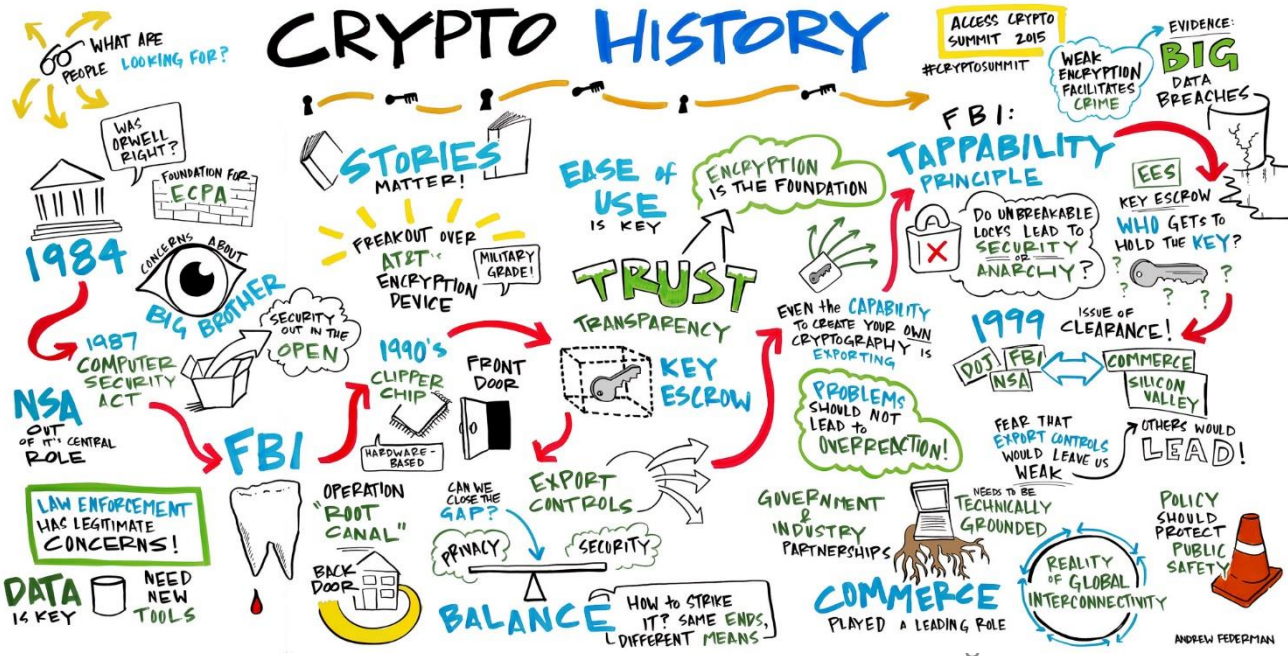 CRYPTO HISTORY
ACCESS CRYPTO
SUMMIT 2015
#CRYPTOSUMMIT
WHAT ARE
PEOPLE LOOKING FOR?
WAS
ORWELL
RIGHT?
FOUNDATION FOR
ECPA
1984
CONCERNS ABOUT
BIG BROTHER
SECURITY
OUT IN THE
OPEN
1987
COMPUTER
SECURITY
ACT
NSA
OUT
OF IT'S CENTRAL
ROLE
FBI
LAW ENFORCEMENT
HAS LEGITIMATE
CONCERNS!
DATA
IS KEY
NEED
NEW
TOOLS
STORIES
MATTER!
FREAKOUT OVER
AT&T'S
ENCRYPTION
DEVICE
MILITARY
GRADE!
1990'S
CLIPPER
CHIP
HARDWARE-
BASED
FRONT
DOOR
OPERATION
"ROOT
CANAL"
BACK
DOOR
EASE of
USE
IS KEY
ENCRYPTION
IS THE FOUNDATION
TRUST
TRANSPARENCY
KEY
ESCROW
EXPORT
CONTROLS
CAN WE
CLOSE THE
GAP?
PRIVACY
SECURITY
BALANCE
HOW to STRIKE
IT? SAME ENDS,
DIFFERENT MEANS
EVEN the CAPABILITY
TO CREATE YOUR OWN
CRYPTOGRAPHY IS
EXPORTING
PROBLEMS
SHOULD NOT
LEAD to
OVERREACTION!
GOVERNMENT
&
INDUSTRY
PARTNERSHIPS
NEEDS TO BE
TECHNICALLY
GROUNDED
COMMERCE
PLAYED A LEADING ROLE
FBI:
TAPPABILITY
PRINCIPLE
DO UNBREAKABLE
LOCKS LEAD to
SECURITY
OR
ANARCHY?
WEAK
ENCRYPTION
FACILITATES
CRIME
EVIDENCE:
BIG
DATA
BREACHES
EES
KEY ESCROW
WHO GETS TO
HOLD THE KEY?
? ? ? ? ?
1999
ISSUE OF
CLEARANCE!
DOJ
FBI
NSA
COMMERCE
SILICON
VALLEY
FEAR THAT
EXPORT CONTROLS
WOULD LEAVE US
WEAK
OTHERS WOULD
LEAD!
REALITY
OF GLOBAL
INTERCONNECTIVITY
POLICY
SHOULD
PROTECT
PUBLIC
SAFETY
ANDREW FEDERMAN